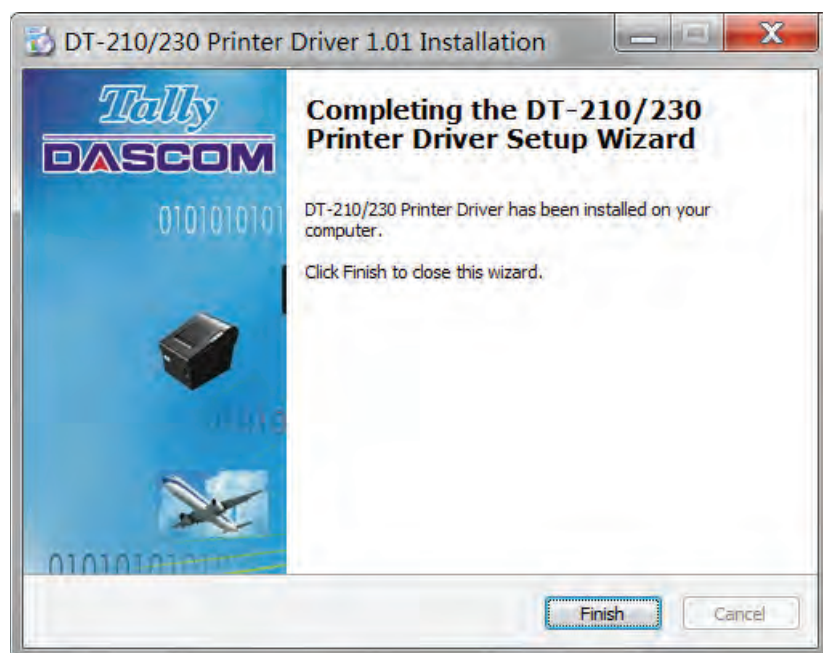 DT-210/230 Printer Driver 1.01 Installation
Tally
DASCOM
Completing the DT-210/230
Printer Driver Setup Wizard
DT-210/230 Printer Driver has been installed on your
computer.
Click Finish to close this wizard.
0101010101
Finish
Cancel